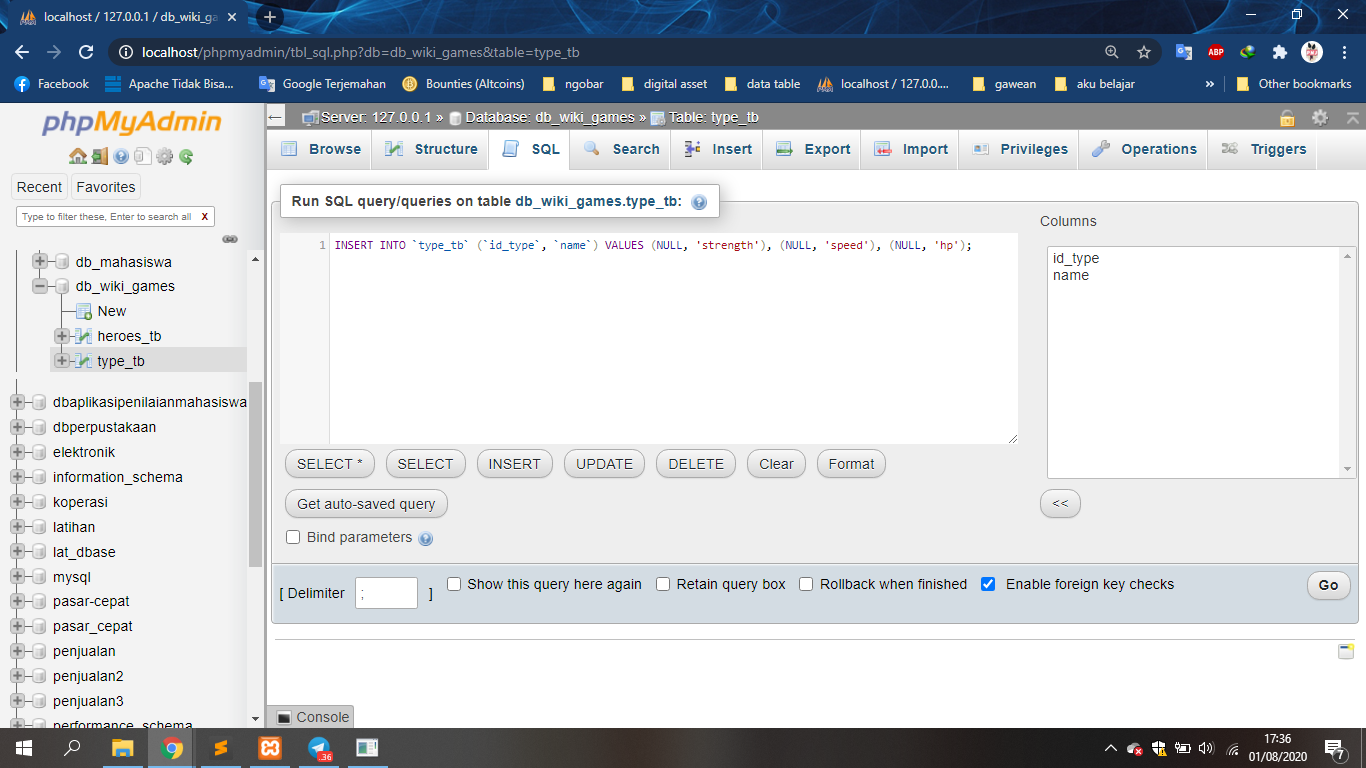 localhost / 127.0.0.1 / db_wiki_ga
localhost/phpmyadmin/tbl_sql.php?db=db_wiki_games&table=type_tb
ABP
Facebook
Apache Tidak Bisa...
Google Terjemahan
Bounties (Altcoins)
ngobar
digital asset
data table
localhost / 127.0.0....
gawean
aku belajar
»
Other bookmarks
phpMyAdmin
Recent
Favorites
Type to filter these, Enter to search all
X
db_mahasiswa
db_wiki_games
New
heroes_tb
type_tb
dbaplikasipenilaianmahasiswa
dbperpustakaan
elektronik
information_schema
koperasi
latihan
lat_dbase
mysql
pasar-cepat
pasar_cepat
penjualan
penjualan2
penjualan3
performance_schema
Server: 127.0.0.1 » Database: db_wiki_games » Table: type_tb
Browse
Structure
SQL
Search
Insert
Export
Import
Privileges
Operations
Triggers
Run SQL query/queries on table db_wiki_games.type_tb:
1 INSERT INTO `type_tb` (`id_type`, `name`) VALUES (NULL, 'strength'), (NULL, 'speed'), (NULL, 'hp');
Columns
id_type
name
SELECT *
SELECT
INSERT
UPDATE
DELETE
Clear
Format
Get auto-saved query
<<
Bind parameters
[ Delimiter ; ]
Show this query here again
Retain query box
Rollback when finished
Enable foreign key checks
Go
Console
.36
17:36
01/08/2020
7